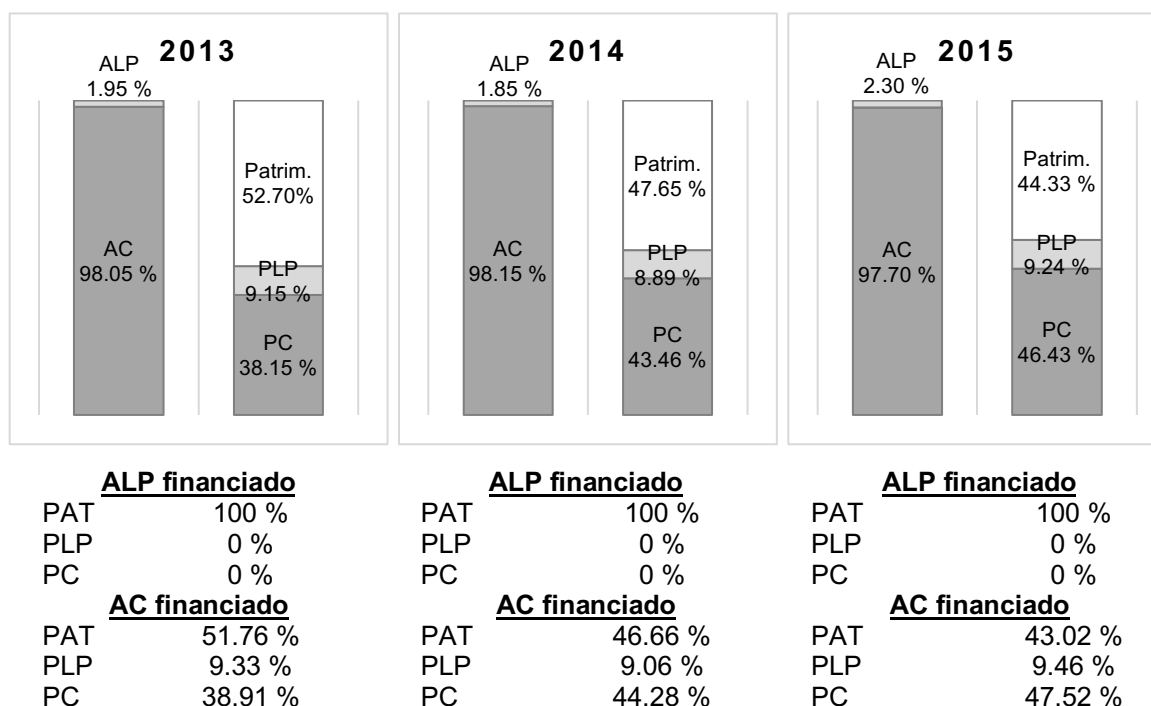 2013
ALP
1.95 %
Patrim.
52.70%
AC
98.05 %
PLP
9.15 %
PC
38.15 %
2014
ALP
1.85 %
Patrim.
47.65 %
AC
98.15 %
PLP
8.89 %
PC
43.46 %
2015
ALP
2.30 %
Patrim.
44.33 %
AC
97.70 %
PLP
9.24 %
PC
46.43 %
ALP financiado
PAT 100 %
PLP 0 %
PC 0 %
AC financiado
PAT 51.76 %
PLP 9.33 %
PC 38.91 %
ALP financiado
PAT 100 %
PLP 0 %
PC 0 %
AC financiado
PAT 46.66 %
PLP 9.06 %
PC 44.28 %
ALP financiado
PAT 100 %
PLP 0 %
PC 0 %
AC financiado
PAT 43.02 %
PLP 9.46 %
PC 47.52 %